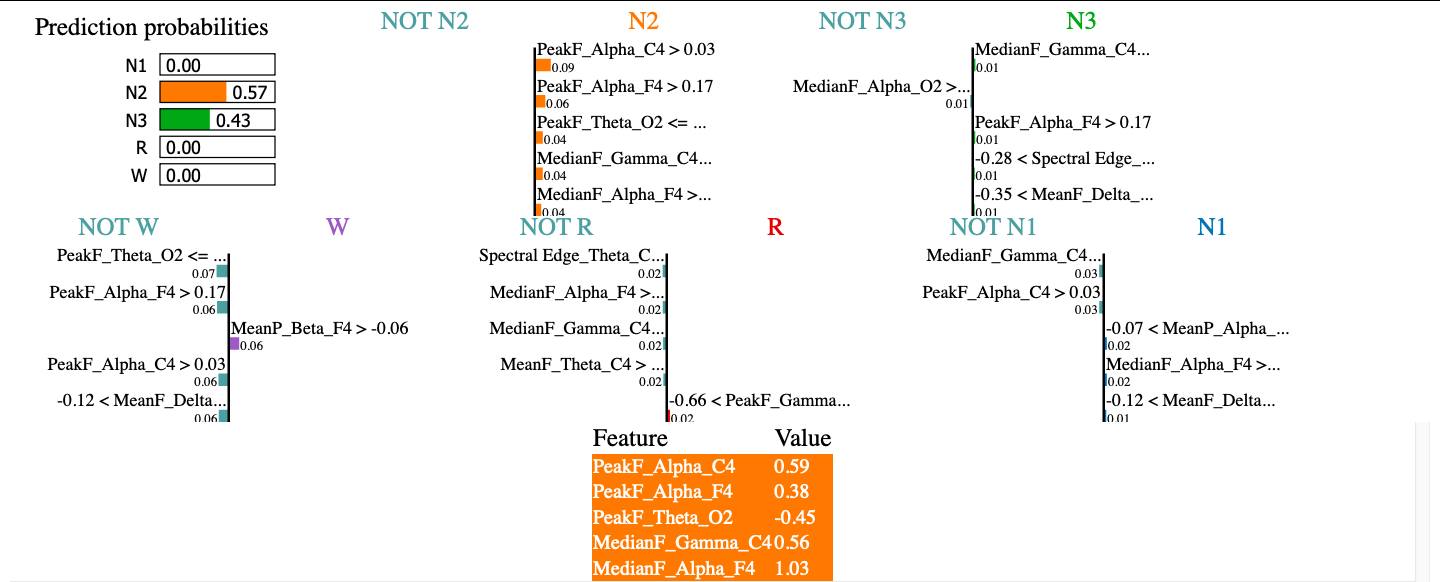 Prediction probabilities
N1 0.00
N2 0.57
N3 0.43
R 0.00
W 0.00
NOT N2 N2
PeakF_Alpha_C4 > 0.03
0.09
PeakF_Alpha_F4 > 0.17
0.06
PeakF_Theta_O2 <= ...
0.04
MedianF_Gamma_C4...
0.04
MedianF_Alpha_F4 >...
0.04
NOT N3 N3
MedianF_Gamma_C4...
0.01
MedianF_Alpha_O2 >...
0.01
PeakF_Alpha_F4 > 0.17
0.01
-0.28 < Spectral Edge_...
0.01
-0.35 < MeanF_Delta_...
0.01
NOT W W
PeakF_Theta_O2 <= ...
0.07
PeakF_Alpha_F4 > 0.17
0.06
MeanP_Beta_F4 > -0.06
0.06
PeakF_Alpha_C4 > 0.03
0.06
-0.12 < MeanF_Delta...
0.06
NOT R R
Spectral Edge_Theta_C...
0.02
MedianF_Alpha_F4 >...
0.02
MedianF_Gamma_C4...
0.02
MeanF_Theta_C4 > ...
0.02
-0.66 < PeakF_Gamma...
0.02
NOT N1 N1
MedianF_Gamma_C4...
0.03
PeakF_Alpha_C4 > 0.03
0.03
-0.07 < MeanP_Alpha_...
0.02
MedianF_Alpha_F4 >...
0.02
-0.12 < MeanF_Delta...
0.01
Feature Value
PeakF_Alpha_C4 0.59
PeakF_Alpha_F4 0.38
PeakF_Theta_O2 -0.45
MedianF_Gamma_C4 0.56
MedianF_Alpha_F4 1.03